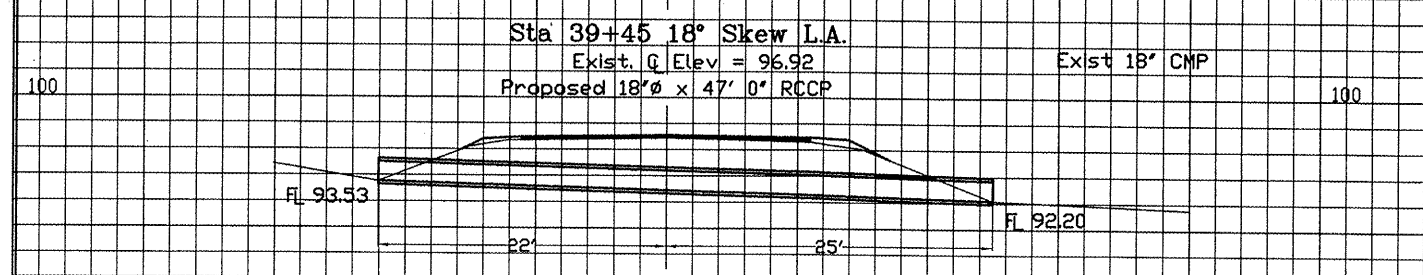 Sta 39+45 18° Skew L.A.
Exist. ℄ Elev = 96.92
Exist 18" CMP
Proposed 18"ø x 47' 0" RCCP
100
100
FL 93.53
FL 92.20
22'
25'